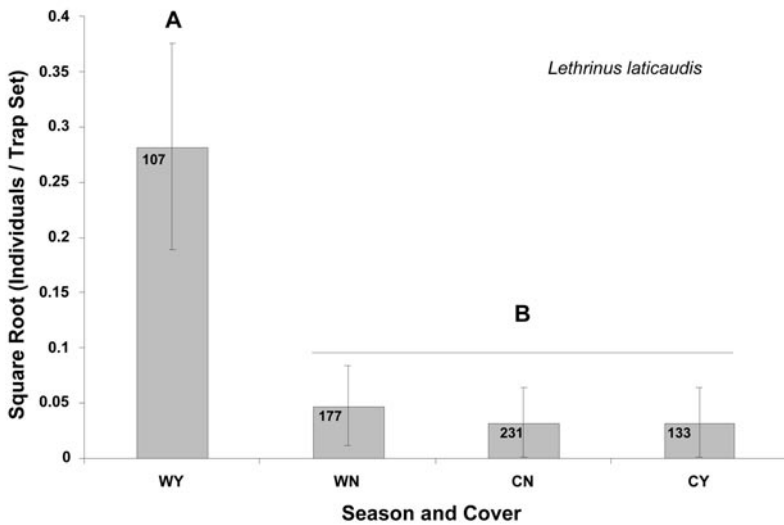 0.4
0.35
0.3
0.25
0.2
0.15
0.1
0.05
0
Square Root (Individuals / Trap Set)
A
Lethrinus laticaudis
B
107
177
231
133
WY WN CN CY
Season and Cover